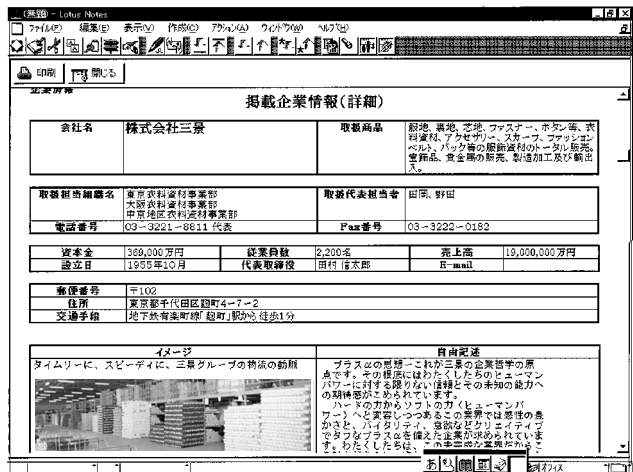 (無題) - Lotus Notes
ファイル(F) 編集(E) 表示(V) 作成(C) アクション(A) ウィンドウ(W) ヘルプ(H)
印刷 閉じる
企業情報
掲載企業情報(詳細)
会社名 株式会社三景
取扱商品 服地、裏地、芯地、ファスナー、ボタン等、衣
料資材、アクセサリー、スカーフ、ファッション
ベルト、バック等の服飾資材のトータル販売。
宝飾品、貴金属の販売、製造加工及び輸出
入。
取扱担当組織名 東京衣料資材事業部
大阪衣料資材事業部
中京地区衣料資材事業部
取扱代表担当者 田岡、野田
電話番号 03-3221-8811 代表 Fax番号 03-3222-0182
資本金 369,000万円 従業員数 2,200名 売上高 19,000,000万円
設立日 1955年10月 代表取締役 田村 信太郎 E-mail
郵便番号 〒102
住所 東京都千代田区麹町4-7-2
交通手段 地下鉄有楽町線「麹町」駅から徒歩1分
イメージ
タイムリーに、スピーディに、三景グループの物流の動脈
自由記述
プラスαの思想-これが三景の企業哲学の原
点です。その根底にはわたくしたちのヒューマン
パワーに対する限りない信頼とその未知の能力へ
の期待感がこめられています。
ハードの力からソフトの力(ヒューマンパ
ワー)へと変容しつつあるこの業界では感性の豊
かさと、バイタリティ、意欲などクリエイティブ
でタフなプラスαを備えた企業が求められていま
す。わたくしたちは、この未完成な業界だからこ
あ
オフィス